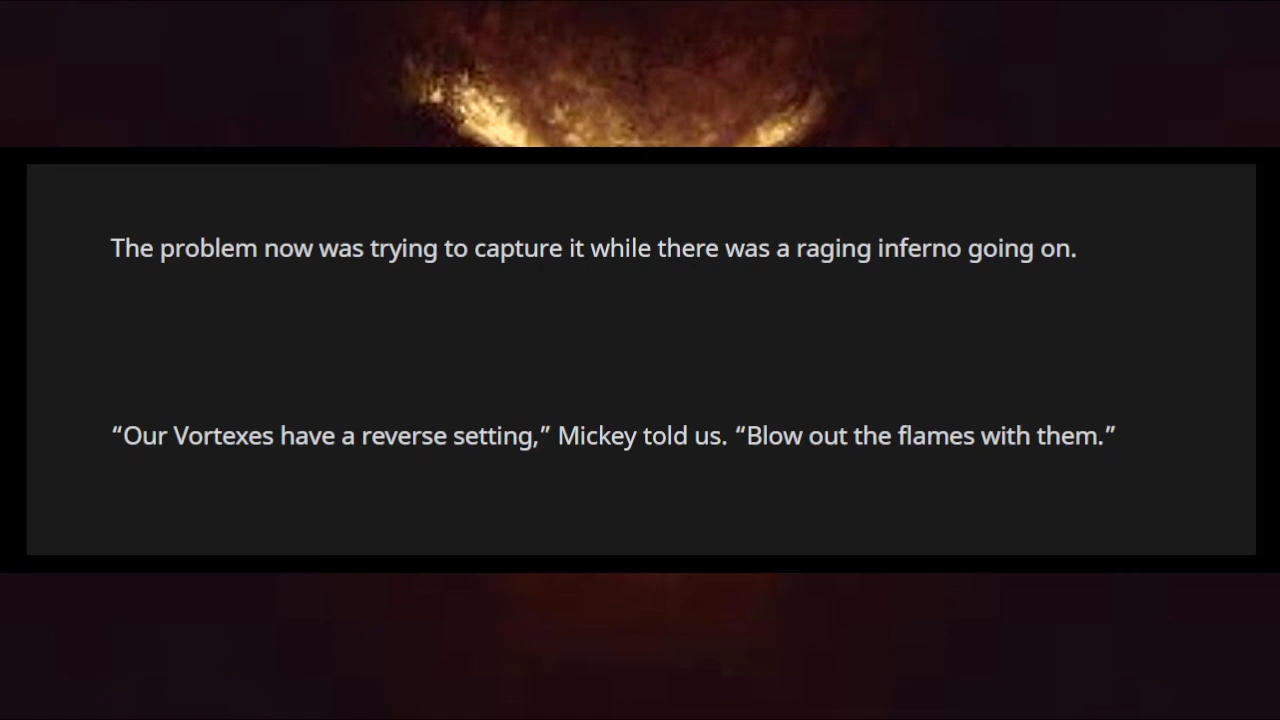 The problem now was trying to capture it while there was a raging inferno going on.
“Our Vortexes have a reverse setting,” Mickey told us. “Blow out the flames with them.”